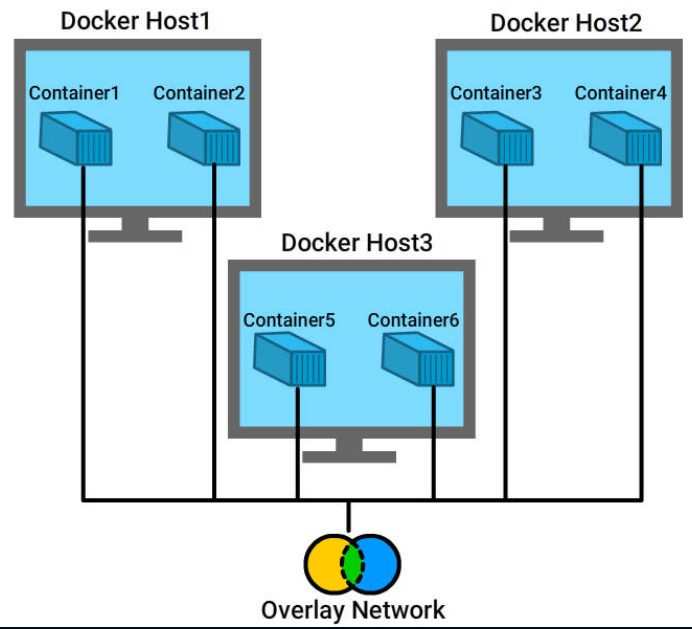 Docker Host1
Docker Host2
Container1 Container2
Container3 Container4
Docker Host3
Container5 Container6
Overlay Network